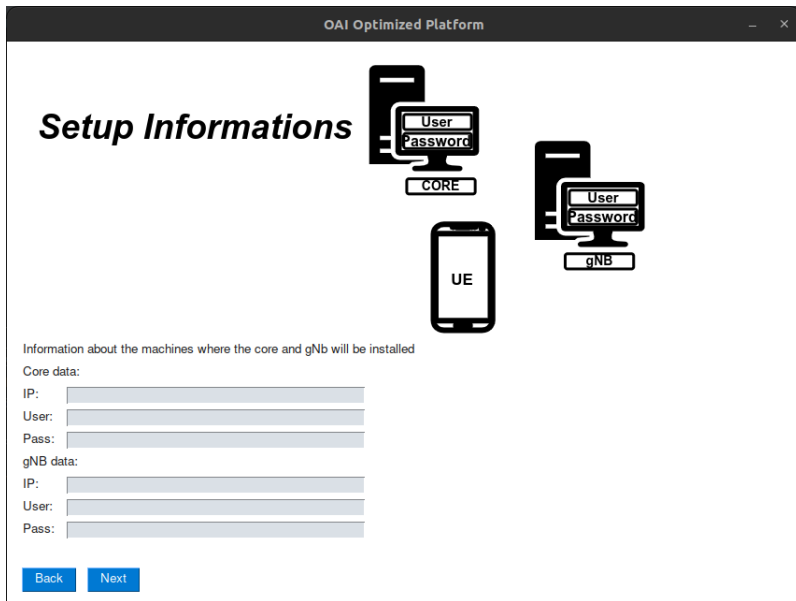 OAI Optimized Platform
Setup Informations
User
Password
CORE
User
Password
gNB
UE
Information about the machines where the core and gNb will be installed
Core data:
IP:
User:
Pass:
gNB data:
IP:
User:
Pass:
Back Next